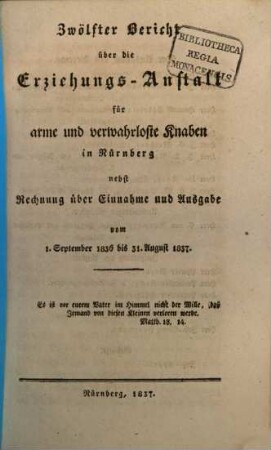 Zwölfter Bericht
über die
Erziehungs-Anstalt
für
arme und verwahrloste Knaben
in Nürnberg
nebst
Rechnung über Einnahme und Ausgabe
vom
1. September 1836 bis 31. August 1837.
Es ist vor eurem Vater im Himmel nicht der Wille, daß
Jemand von diesen Kleinen verloren werde.
Matth. 18, 14.
Nürnberg, 1837.
BIBLIOTHECA
REGIA
MONACENSIS